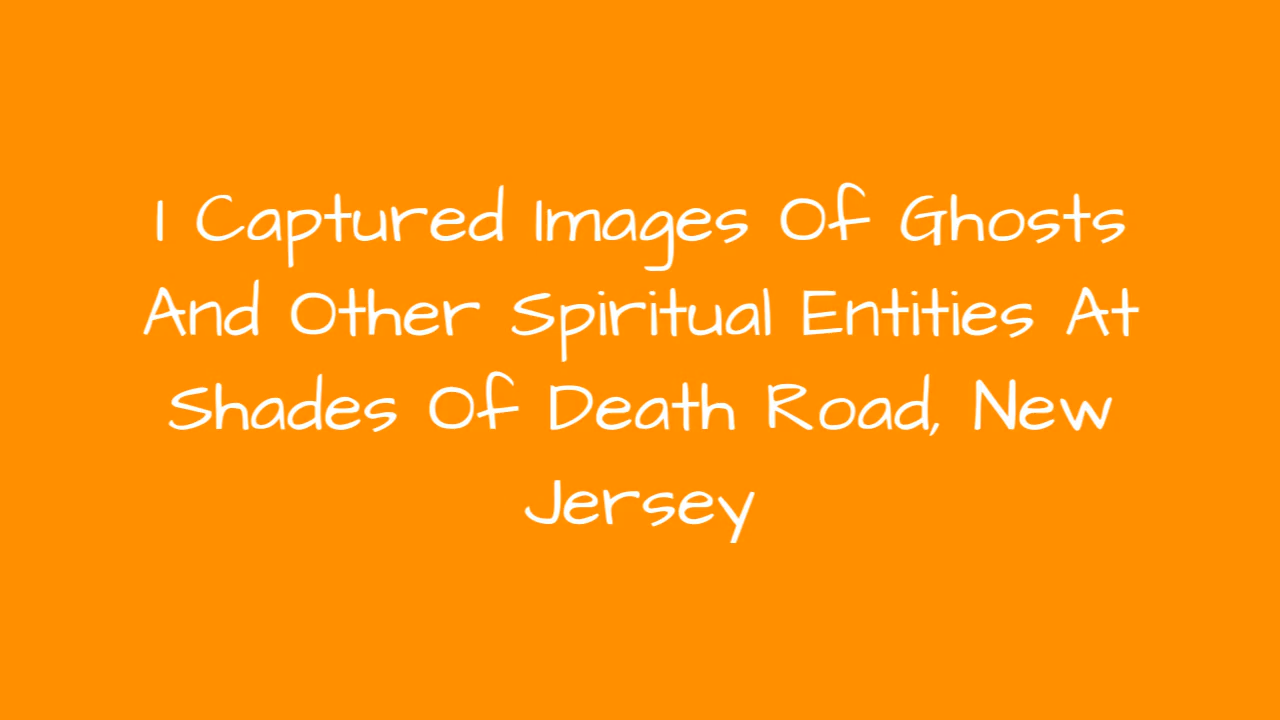 I Captured Images Of Ghosts
And Other Spiritual Entities At
Shades Of Death Road, New
Jersey